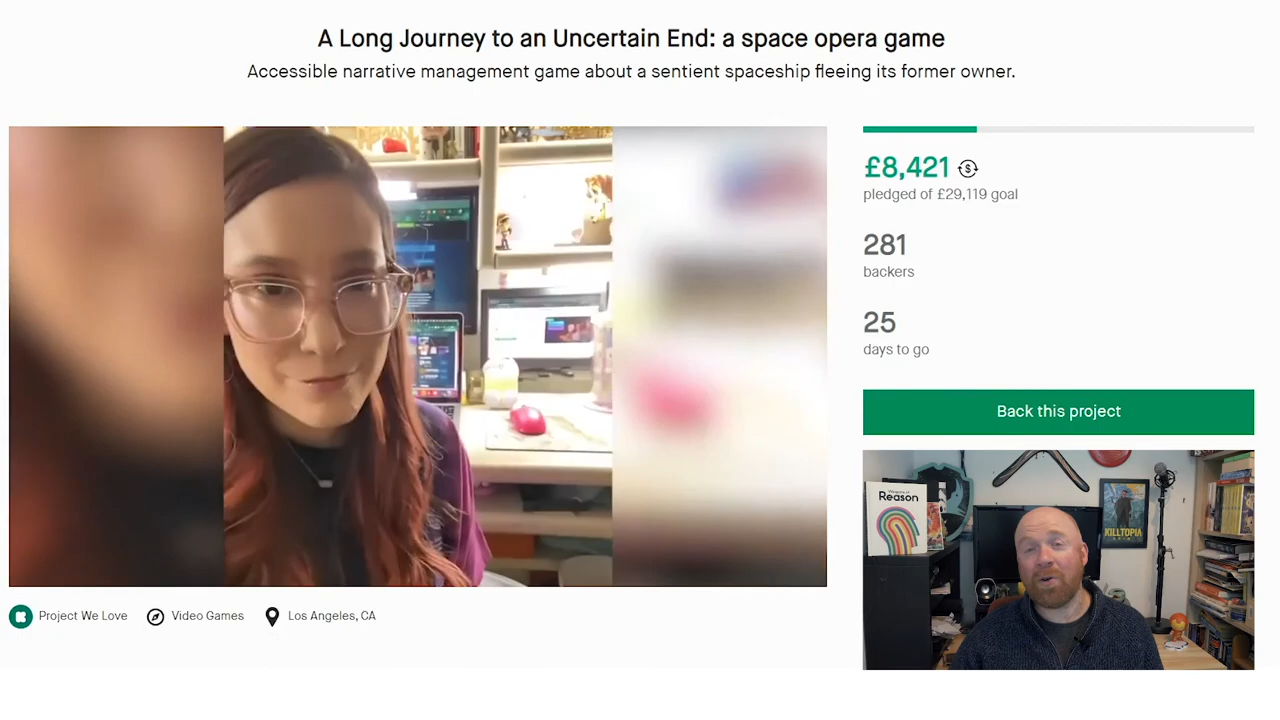 A Long Journey to an Uncertain End: a space opera game
Accessible narrative management game about a sentient spaceship fleeing its former owner.
£8,421
pledged of £29,119 goal
281
backers
25
days to go
Back this project
Reason
KILLTOPIA
Project We Love
Video Games
Los Angeles, CA